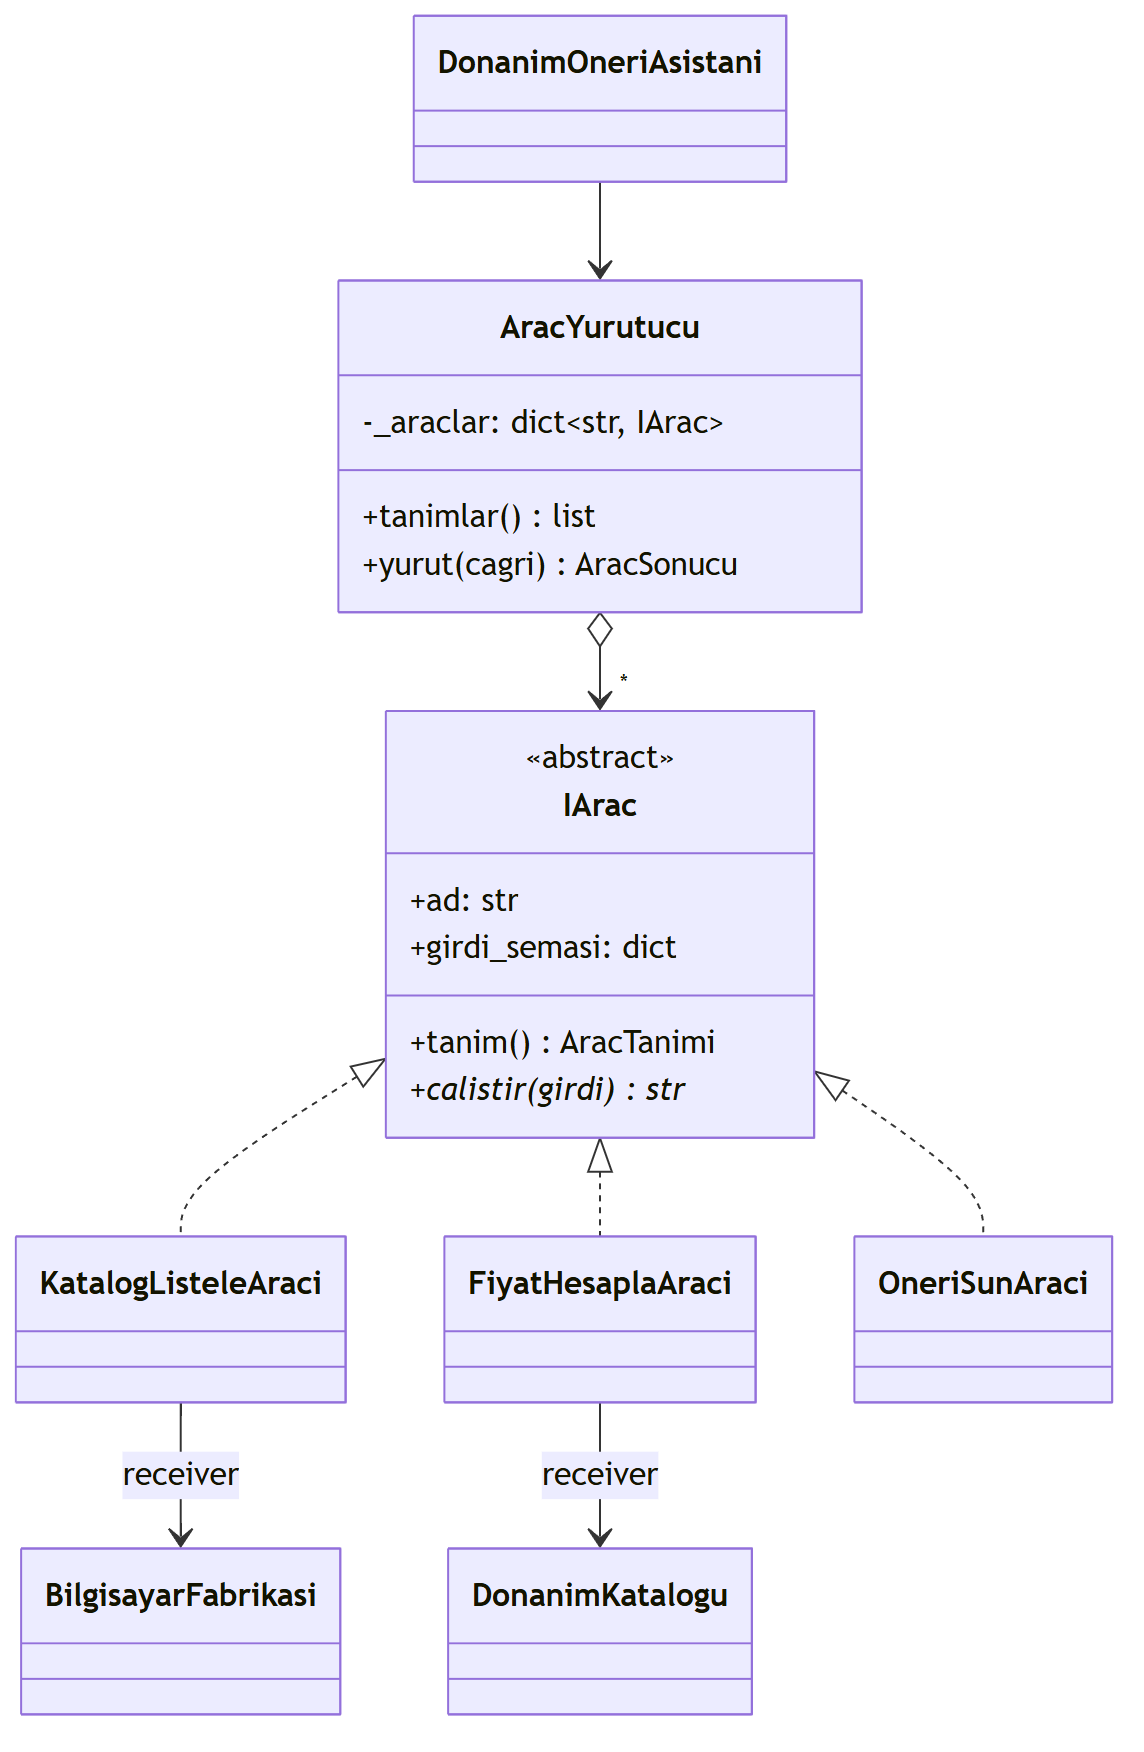 DonanimOneriAsistani
AracYurutucu
-_araclar: dict<str, IArac>
+tanimlar() : list
+yurut(cagri) : AracSonucu
*
«abstract»
IArac
+ad: str
+girdi_semasi: dict
+tanim() : AracTanimi
+calistir(girdi) : str
KatalogListeleAraci
FiyatHesaplaAraci
OneriSunAraci
receiver
receiver
BilgisayarFabrikasi
DonanimKatalogu